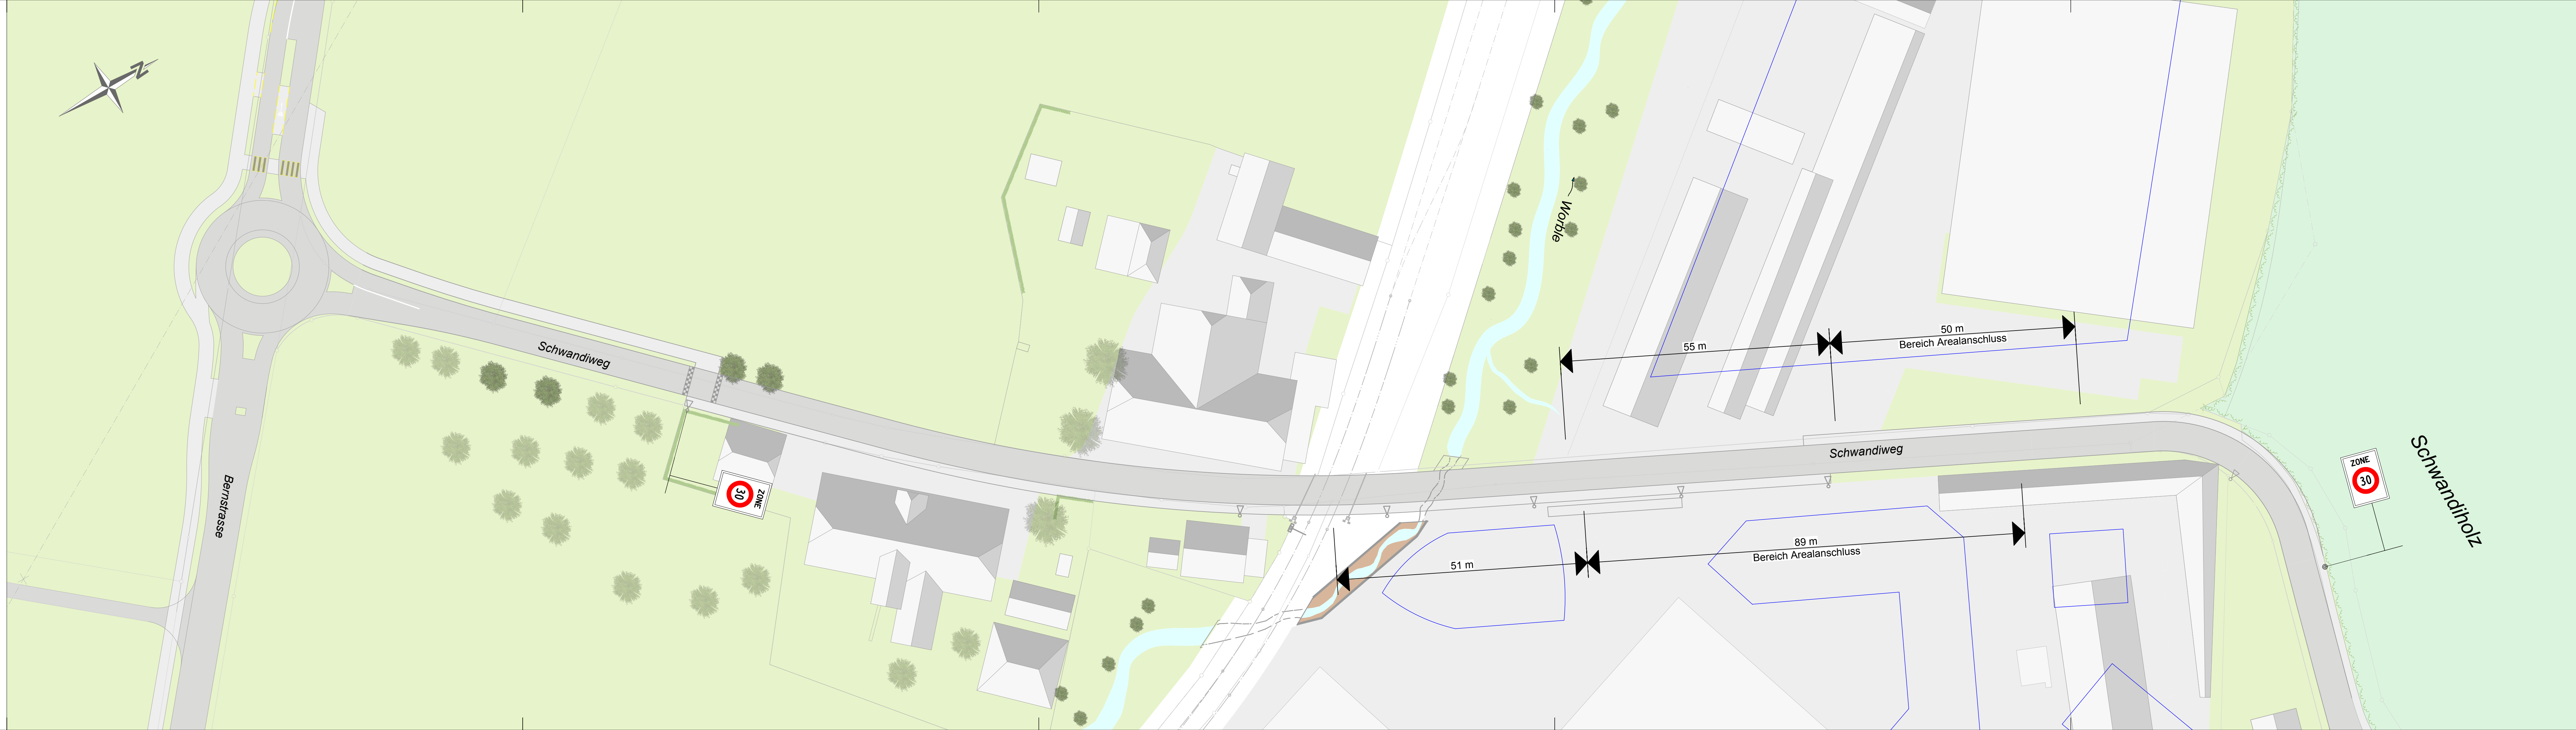 N
Bernstrasse
Schwandiweg
ZONE
30
Worble
55 m
50 m
Bereich Arealanschluss
Schwandiweg
51 m
89 m
Bereich Arealanschluss
ZONE
30
Schwandiholz